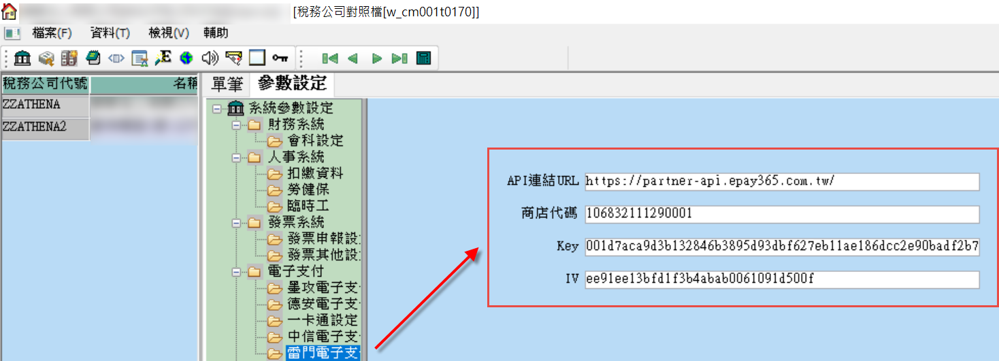 [稅務公司對照檔[w_cm001t0170]]
檔案(F) 資料(T) 檢視(V) 輔助
稅務公司代號 名稱
ZZATHENA
ZZATHENA2
單筆 參數設定
系統參數設定
財務系統
會科設定
人事系統
扣繳資料
勞健保
臨時工
發票系統
發票申報設
發票其他設
電子支付
墨攻電子支
德安電子支
一卡通設定
中信電子支
雷門電子支
API連結URL https://partner-api.epay365.com.tw/
商店代碼 106832111290001
Key 001d7aca9d3b132846b3895d93dbf627eb11ae186dcc2e90badf2b7
IV ee91ee13bfd1f3b4abab0061091d500f